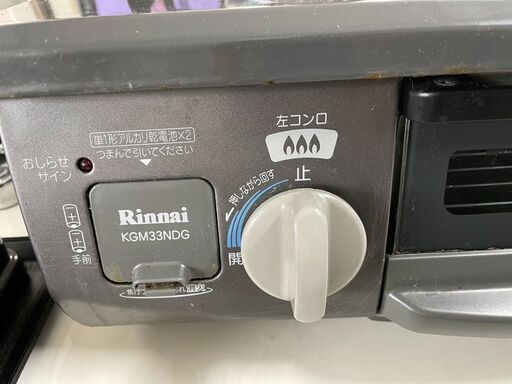 単1形アルカリ乾電池×2
つまんで引いてください
おしらせ
サイン
Rinnai
KGM33NDG
手前
左コンロ
止
押しながら回す
開